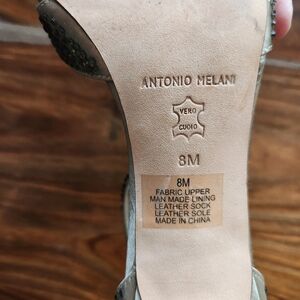 ANTONIO MELANI
VERO
CUOIO
8M
8M
FABRIC UPPER
MAN MADE LINING
LEATHER SOCK
LEATHER SOLE
MADE IN CHINA